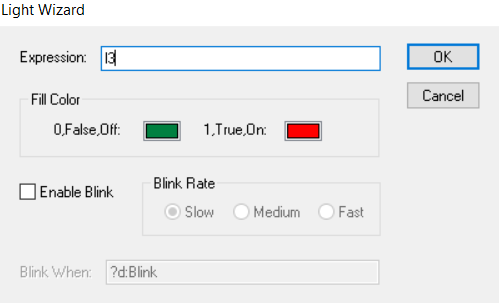 Light Wizard
Expression: l3 OK
Cancel
Fill Color
0,False,Off: 1,True,On:
Enable Blink
Blink Rate
Slow Medium Fast
Blink When: ?d:Blink